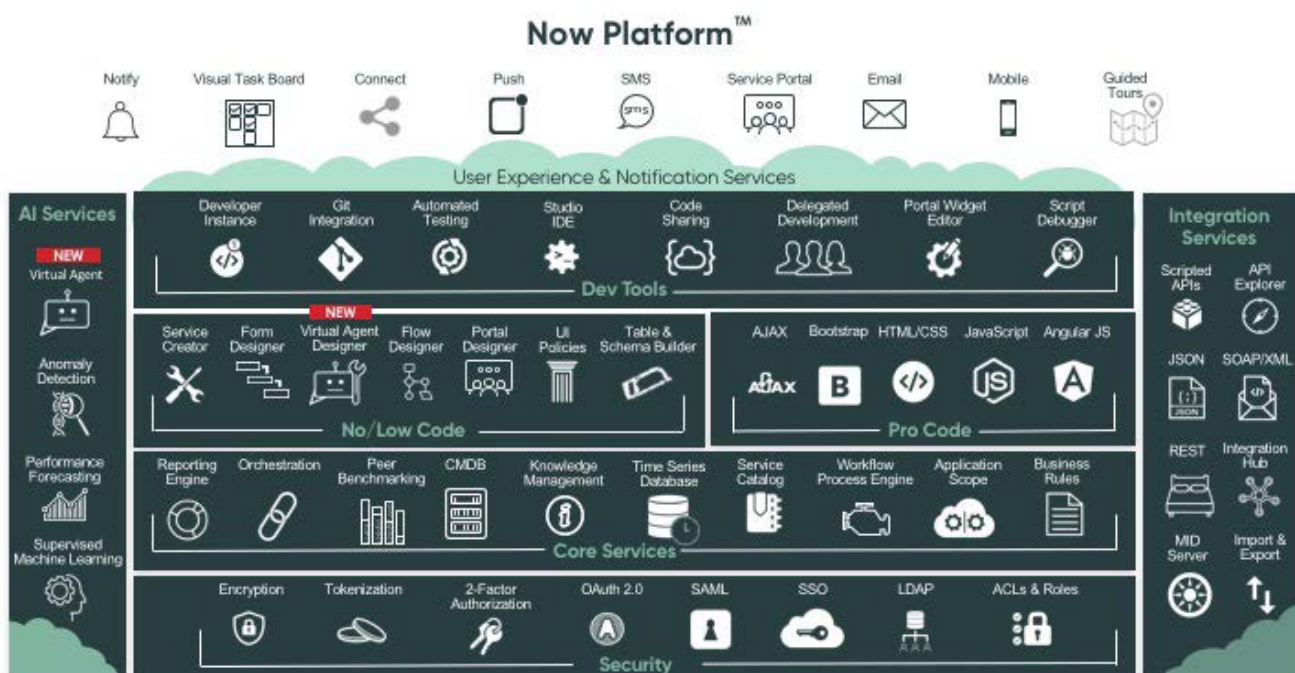 Now Platform™
Notify
Visual Task Board
Connect
Push
SMS
Service Portal
Email
Mobile
Guided
Tours
sms
User Experience & Notification Services
AI Services
NEW
Virtual Agent
Anomaly
Detection
Performance
Forecasting
Supervised
Machine Learning
Developer
Instance
Git
Integration
Automated
Testing
Studio
IDE
Code
Sharing
Delegated
Development
Portal Widget
Editor
Script
Debugger
Dev Tools
Service
Creator
Form
Designer
NEW
Virtual Agent
Designer
Flow
Designer
Portal
Designer
UI
Policies
Table &
Schema Builder
No/Low Code
AJAX
Bootstrap
HTML/CSS
JavaScript
Angular JS
AJAX
B
JS
A
Pro Code
Reporting
Engine
Orchestration
Peer
Benchmarking
CMDB
Knowledge
Management
Time Series
Database
Service
Catalog
Workflow
Process Engine
Application
Scope
Business
Rules
Core Services
Encryption
Tokenization
2-Factor
Authorization
OAuth 2.0
SAML
SSO
LDAP
ACLs & Roles
A
Security
Integration
Services
Scripted
APIs
API
Explorer
JSON
SOAP/XML
JSON
REST
Integration
Hub
MID
Server
Import &
Export